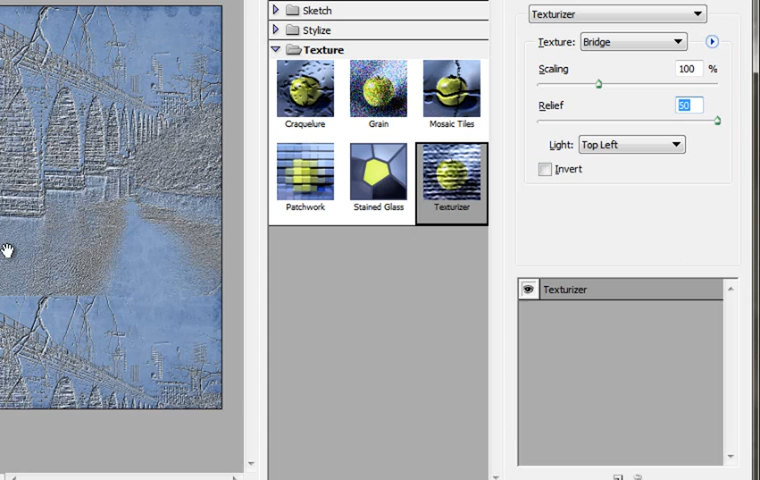 Sketch
Stylize
Texture
Craquelure
Grain
Mosaic Tiles
Patchwork
Stained Glass
Texturizer
Texturizer
Texture: Bridge
Scaling 100 %
Relief 50
Light: Top Left
Invert
Texturizer